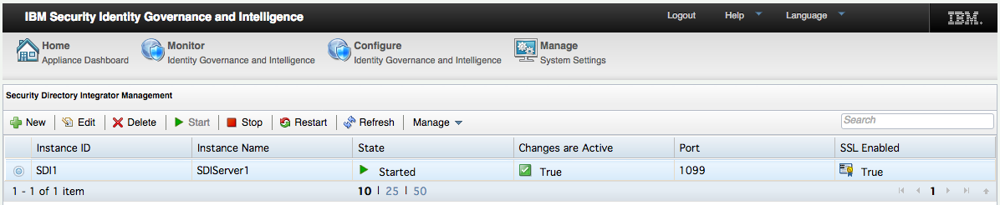 IBM Security Identity Governance and Intelligence Logout Help Language IBM.
Home Monitor Configure Manage
Appliance Dashboard Identity Governance and Intelligence Identity Governance and Intelligence System Settings
Security Directory Integrator Management
New Edit Delete Start Stop Restart Refresh Manage Search
Instance ID Instance Name State Changes are Active Port SSL Enabled
SDI1 SDIServer1 Started True 1099 True
1 - 1 of 1 item 10 | 25 | 50 1